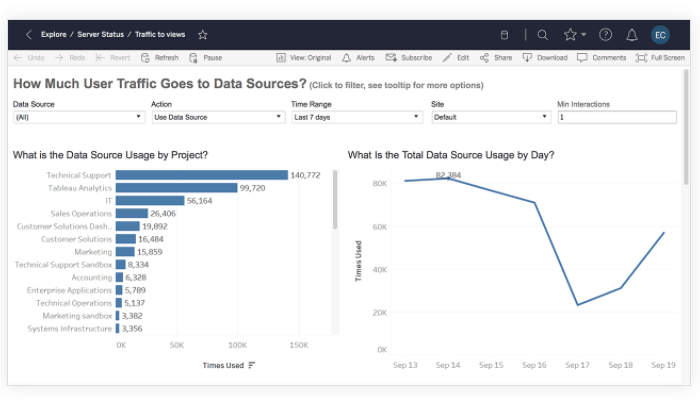 Explore / Server Status / Traffic to views
EC
Undo Redo Revert Refresh Pause View: Original Alerts Subscribe Edit Share Download Comments Full Screen
How Much User Traffic Goes to Data Sources? (Click to filter, see tooltip for more options)
Data Source Action Time Range Site Min Interactions
(All) Use Data Source Last 7 days Default 1
What is the Data Source Usage by Project?
Technical Support 140,772
Tableau Analytics 99,720
IT 56,164
Sales Operations 26,406
Customer Solutions Dash.. 19,892
Customer Solutions 16,484
Marketing 15,859
Technical Support Sandbox 8,334
Accounting 6,328
Enterprise Applications 5,789
Technical Operations 5,137
Marketing sandbox 3,382
Systems Infrastructure 3,356
0K 50K 100K 150K
Times Used
What Is the Total Data Source Usage by Day?
82,384
80K
60K
40K
20K
0K
Times Used
Sep 13 Sep 14 Sep 15 Sep 16 Sep 17 Sep 18 Sep 19